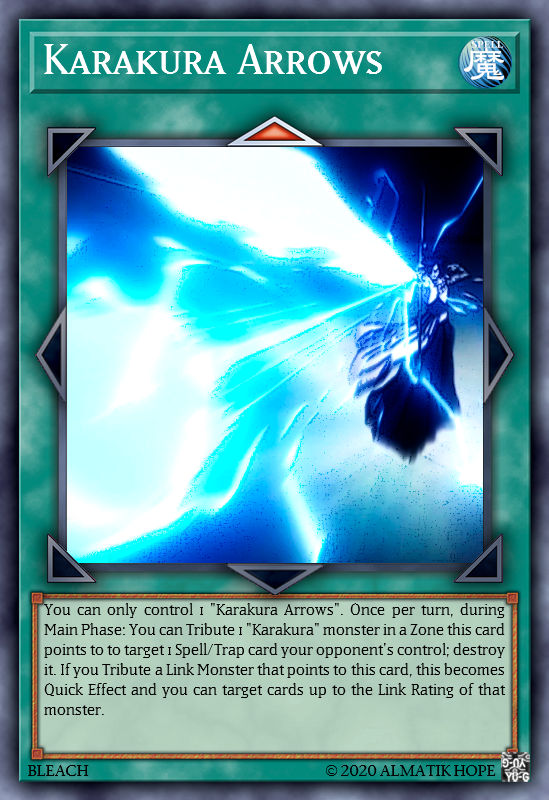 KARAKURA ARROWS
SPELL
魔
You can only control 1 "Karakura Arrows". Once per turn, during
Main Phase: You can Tribute 1 "Karakura" monster in a Zone this card
points to to target 1 Spell/Trap card your opponent's control; destroy
it. If you Tribute a Link Monster that points to this card, this becomes
Quick Effect and you can target cards up to the Link Rating of that
monster.
BLEACH
© 2020 ALMATIK HOPE
YU-G